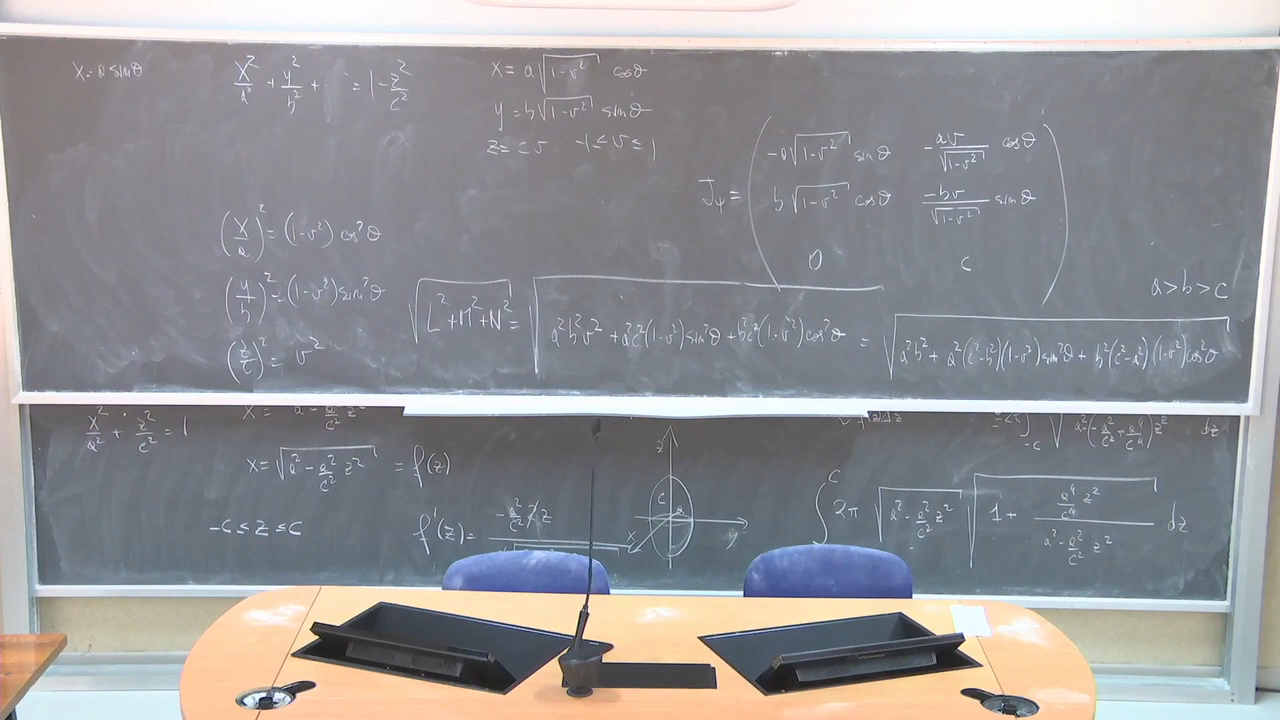 x = a sinθ
x²/a² + y²/b² + = 1 - z²/c²
x = a√(1-v²) cosθ
y = b√(1-v²) sinθ
z = cv -1 ≤ v ≤ 1
J_ψ = ( -a√(1-v²) sinθ -av/√(1-v²) cosθ
b√(1-v²) cosθ -bv/√(1-v²) sinθ
0 c )
(x/a)² = (1-v²) cos²θ
(y/b)² = (1-v²) sin²θ
(z/c)² = v²
a > b > c
√(L²+M²+N²) = √(a²b²v² + a²c²(1-v²)sin²θ + b²c²(1-v²)cos²θ) = √(a²b² + a²(c²-b²)(1-v²)sin²θ + b²(c²-a²)(1-v²)cos²θ)
x²/a² + z²/c² = 1
x = √(a² - a²/c² z²) = f(z)
-c ≤ z ≤ c
f'(z) = -a²/c² 2z
z
c
a
x
y
∫ c 2π √(a² - a²/c² z²) √(1 + (a⁴/c⁴ z²)/(a² - a²/c² z²)) dz